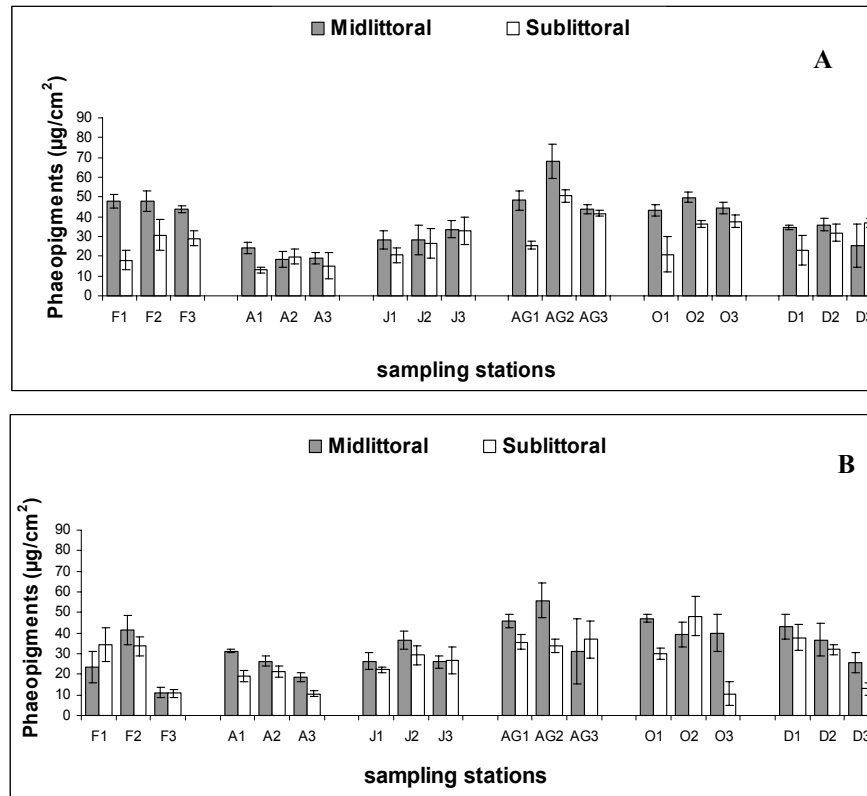 Midlittoral Sublittoral
A
Phaeopigments (µg/cm²)
90
80
70
60
50
40
30
20
10
0
F1 F2 F3 A1 A2 A3 J1 J2 J3 AG1 AG2 AG3 O1 O2 O3 D1 D2 D3
sampling stations
Midlittoral Sublittoral
B
Phaeopigments (µg/cm²)
90
80
70
60
50
40
30
20
10
0
F1 F2 F3 A1 A2 A3 J1 J2 J3 AG1 AG2 AG3 O1 O2 O3 D1 D2 D3
sampling stations